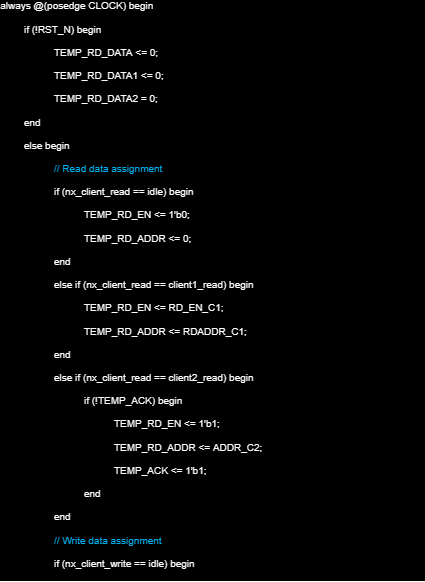 always @(posedge CLOCK) begin
if (!RST_N) begin
TEMP_RD_DATA <= 0;
TEMP_RD_DATA1 <= 0;
TEMP_RD_DATA2 = 0;
end
else begin
// Read data assignment
if (nx_client_read == idle) begin
TEMP_RD_EN <= 1'b0;
TEMP_RD_ADDR <= 0;
end
else if (nx_client_read == client1_read) begin
TEMP_RD_EN <= RD_EN_C1;
TEMP_RD_ADDR <= RDADDR_C1;
end
else if (nx_client_read == client2_read) begin
if (!TEMP_ACK) begin
TEMP_RD_EN <= 1'b1;
TEMP_RD_ADDR <= ADDR_C2;
TEMP_ACK <= 1'b1;
end
end
// Write data assignment
if (nx_client_write == idle) begin